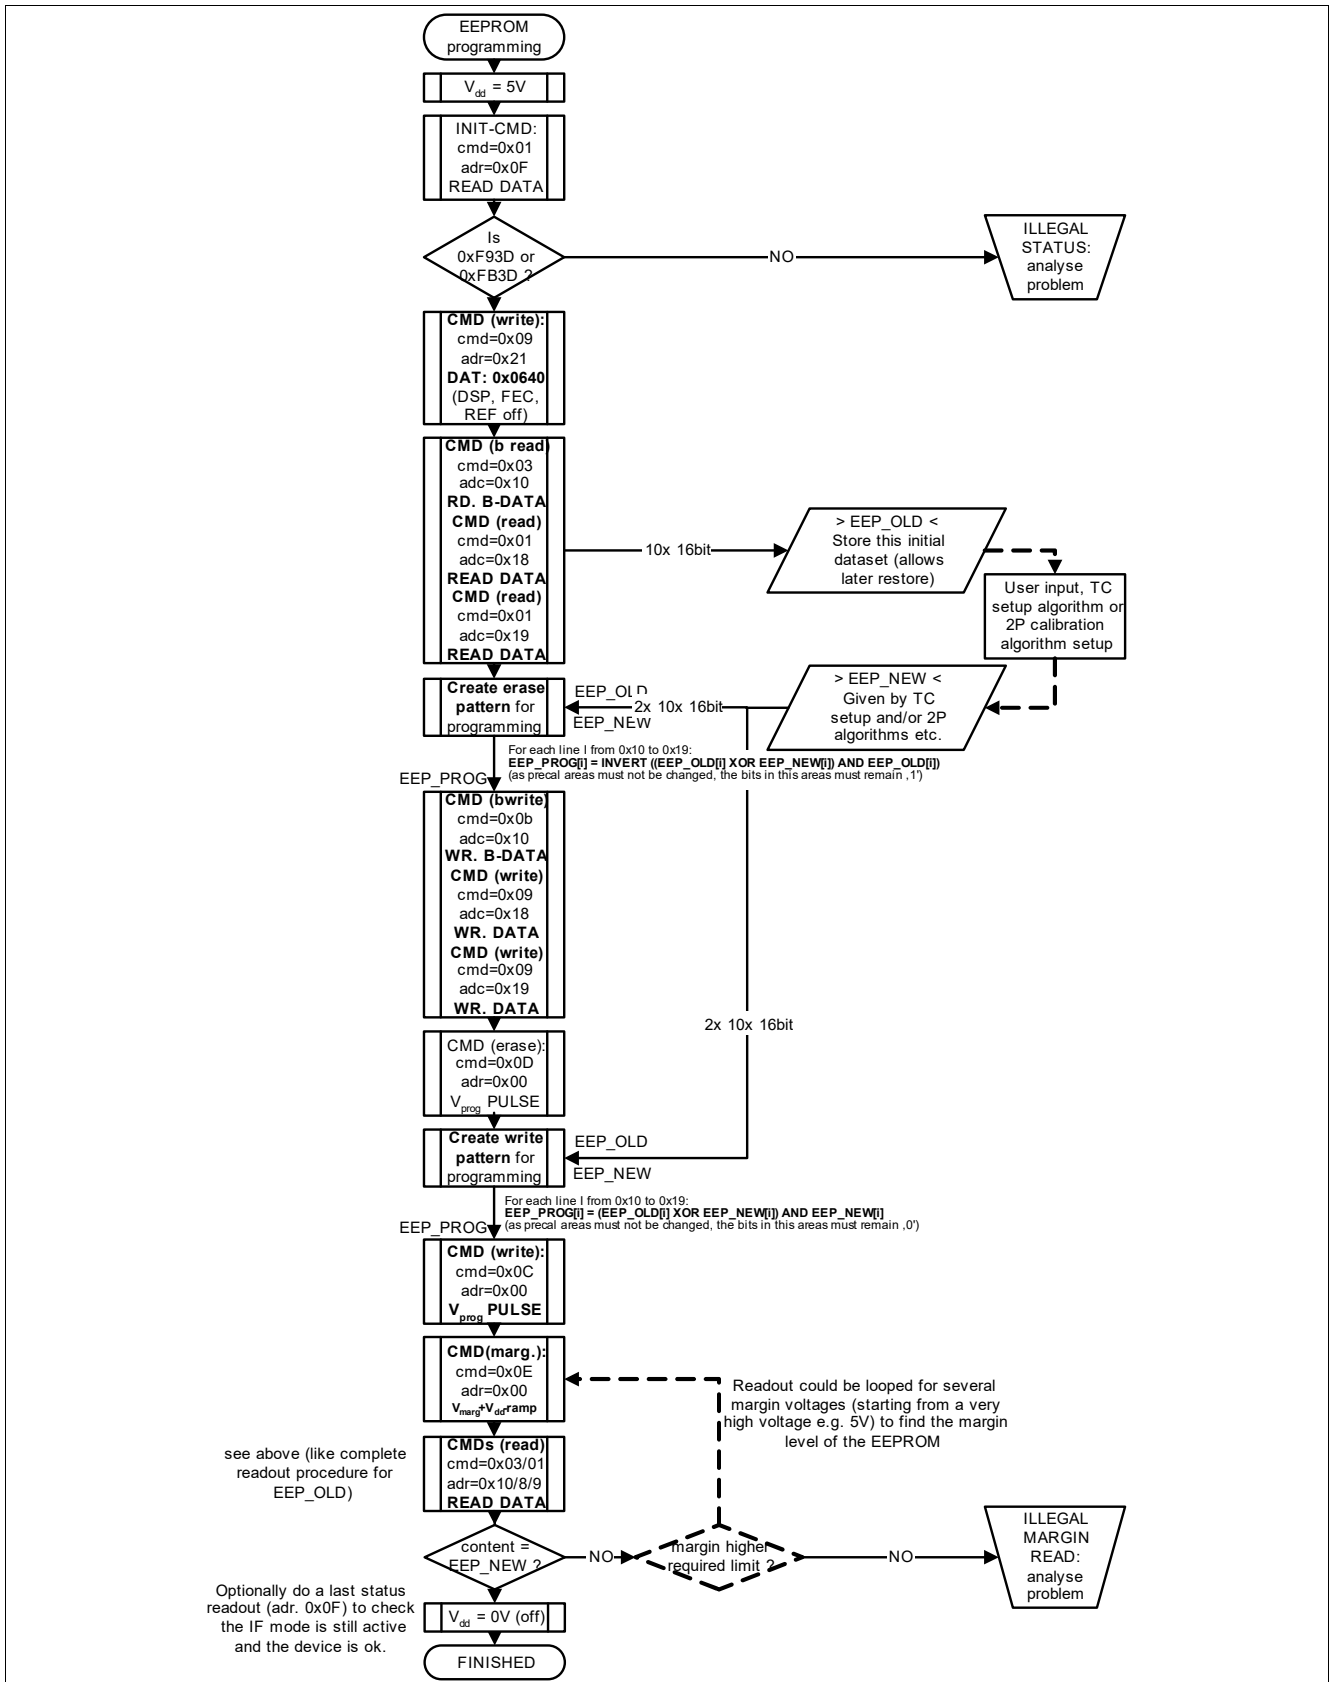 EEPROM
programming
Vdd = 5V
INIT-CMD:
cmd=0x01
adr=0x0F
READ DATA
Is
0xF93D or
0xFB3D ?
NO
ILLEGAL
STATUS:
analyse
problem
CMD (write):
cmd=0x09
adr=0x21
DAT: 0x0640
(DSP, FEC,
REF off)
CMD (b read)
cmd=0x03
adc=0x10
RD. B-DATA
CMD (read)
cmd=0x01
adc=0x18
READ DATA
CMD (read)
cmd=0x01
adc=0x19
READ DATA
10x 16bit
> EEP_OLD <
Store this initial
dataset (allows
later restore)
User input, TC
setup algorithm or
2P calibration
algorithm setup
> EEP_NEW <
Given by TC
setup and/or 2P
algorithms etc.
Create erase
pattern for
programming
EEP_OLD
2x 10x 16bit
EEP_NEW
For each line I from 0x10 to 0x19:
EEP_PROG[i] = INVERT ((EEP_OLD[i] XOR EEP_NEW[i]) AND EEP_OLD[i])
(as precal areas must not be changed, the bits in this areas must remain ‚1')
EEP_PROG
CMD (bwrite)
cmd=0x0b
adc=0x10
WR. B-DATA
CMD (write)
cmd=0x09
adc=0x18
WR. DATA
CMD (write)
cmd=0x09
adc=0x19
WR. DATA
2x 10x 16bit
CMD (erase):
cmd=0x0D
adr=0x00
Vprog PULSE
Create write
pattern for
programming
EEP_OLD
EEP_NEW
For each line I from 0x10 to 0x19:
EEP_PROG[i] = (EEP_OLD[i] XOR EEP_NEW[i]) AND EEP_NEW[i]
(as precal areas must not be changed, the bits in this areas must remain ‚0')
EEP_PROG
CMD (write):
cmd=0x0C
adr=0x00
Vprog PULSE
CMD(marg.):
cmd=0x0E
adr=0x00
Vmarg+Vdd-ramp
Readout could be looped for several
margin voltages (starting from a very
high voltage e.g. 5V) to find the margin
level of the EEPROM
see above (like complete
readout procedure for
EEP_OLD)
CMDs (read)
cmd=0x03/01
adr=0x10/8/9
READ DATA
content =
EEP_NEW ?
NO
margin higher
required limit ?
NO
ILLEGAL
MARGIN
READ:
analyse
problem
Optionally do a last status
readout (adr. 0x0F) to check
the IF mode is still active
and the device is ok.
Vdd = 0V (off)
FINISHED